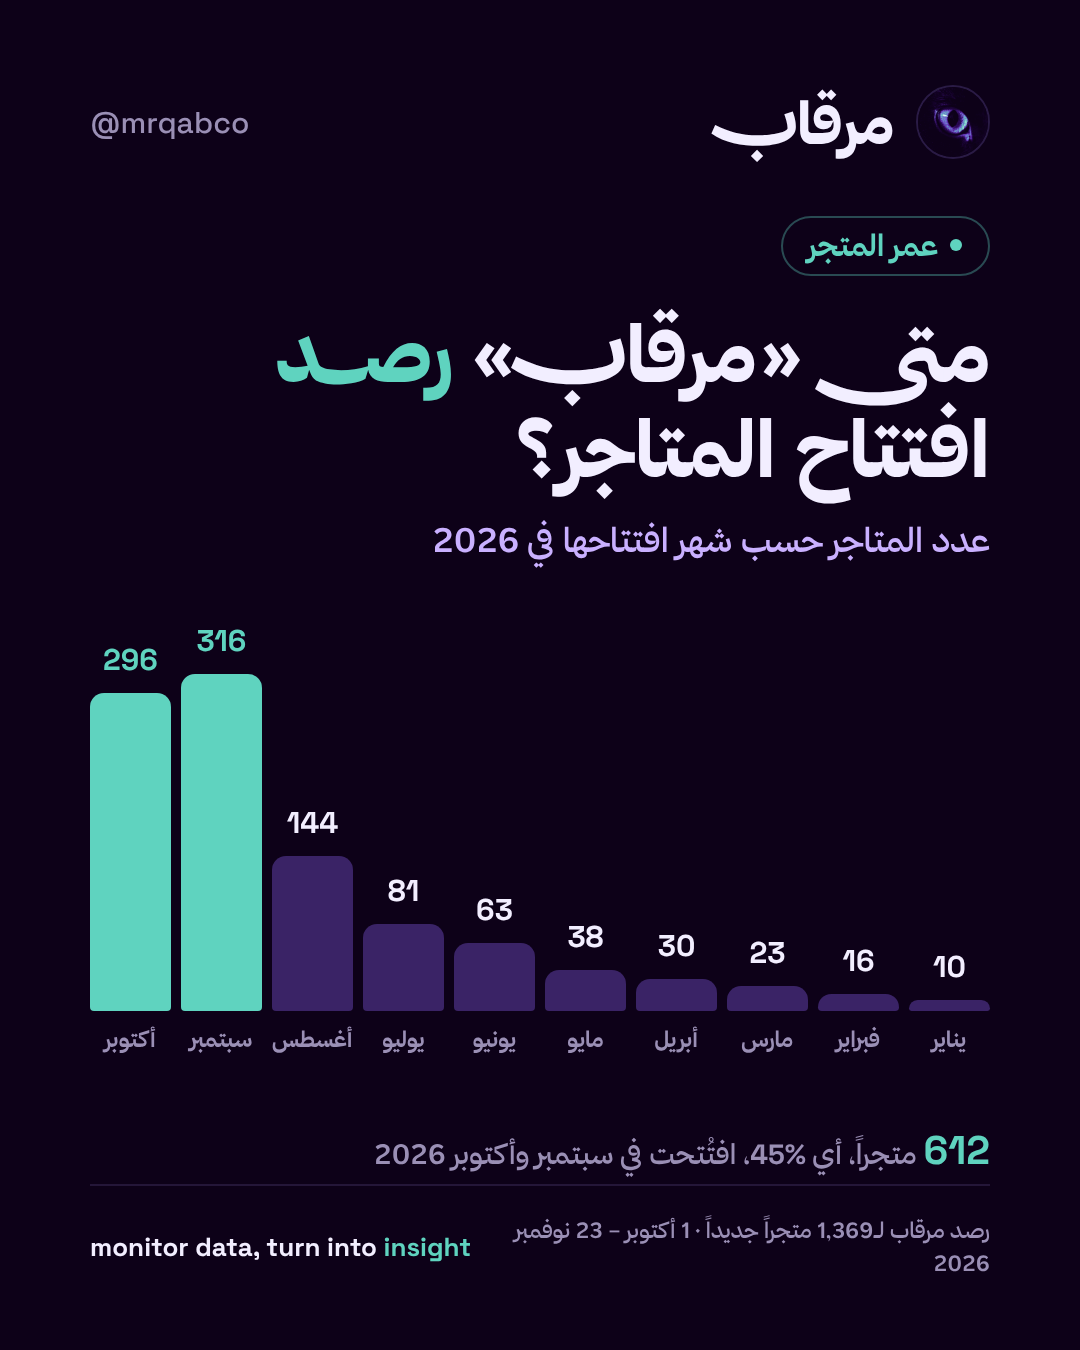 مرقاب
@mrqabco
عمر المتجر
متى «مرقاب» رصد
افتتاح المتاجر؟
عدد المتاجر حسب شهر افتتاحها في 2026
10
16
23
30
38
63
81
144
316
296
يناير
فبراير
مارس
أبريل
مايو
يونيو
يوليو
أغسطس
سبتمبر
أكتوبر
612 متجراً، أي 45%، افتُتحت في سبتمبر وأكتوبر 2026
رصد مرقاب لـ1,369 متجراً جديداً · 1 أكتوبر – 23 نوفمبر
2026
monitor data, turn into insight